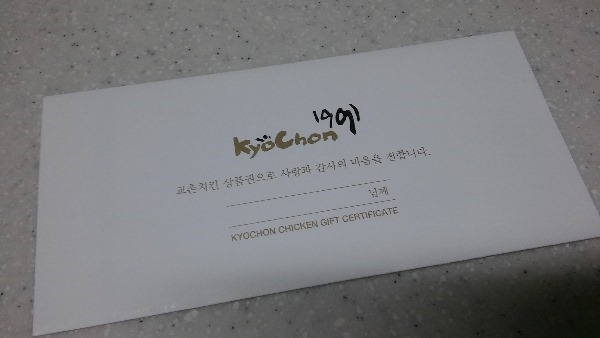 KyoChon 1991
교촌치킨 상품권으로 사랑과 감사의 마음을 전합니다.
님께
KYOCHON CHICKEN GIFT CERTIFICATE